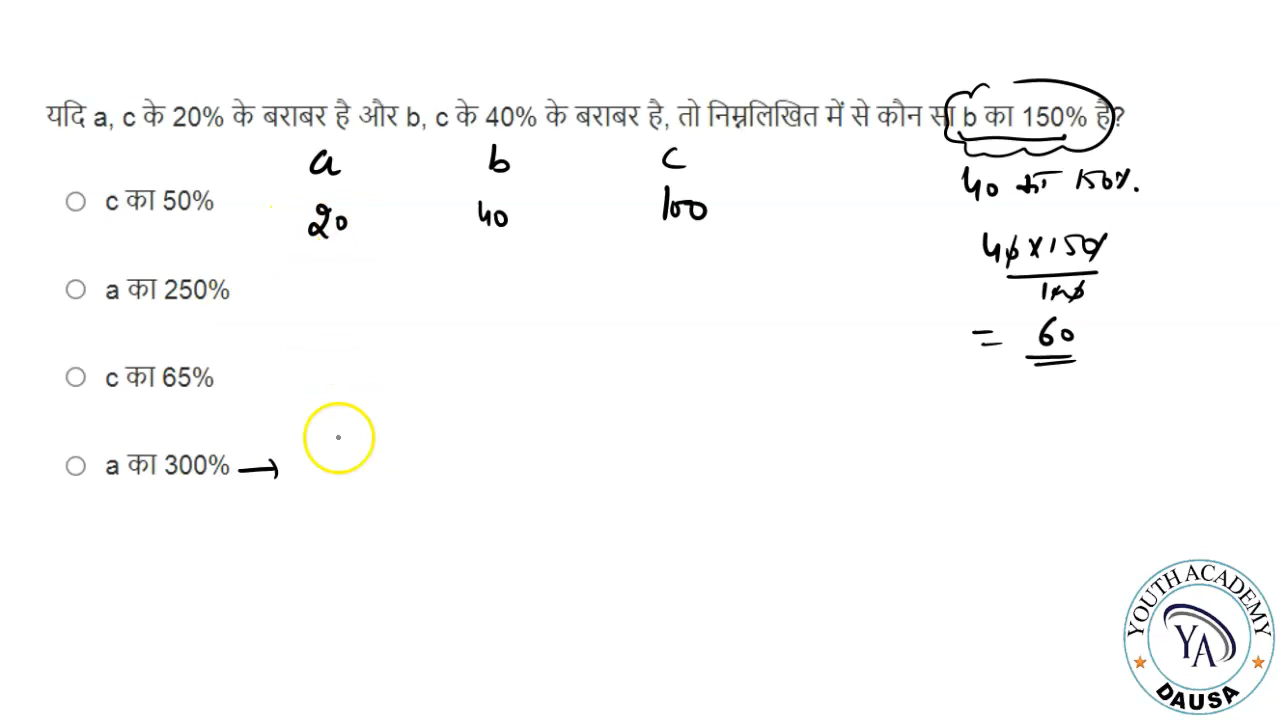 यदि a, c के 20% के बराबर है और b, c के 40% के बराबर है, तो निम्नलिखित में से कौन सा b का 150% है?
a b c
20 40 100
40 का 150%.
40 x 150
100
= 60
c का 50%
a का 250%
c का 65%
a का 300% →
YOUTH ACADEMY
YA
DAUSA